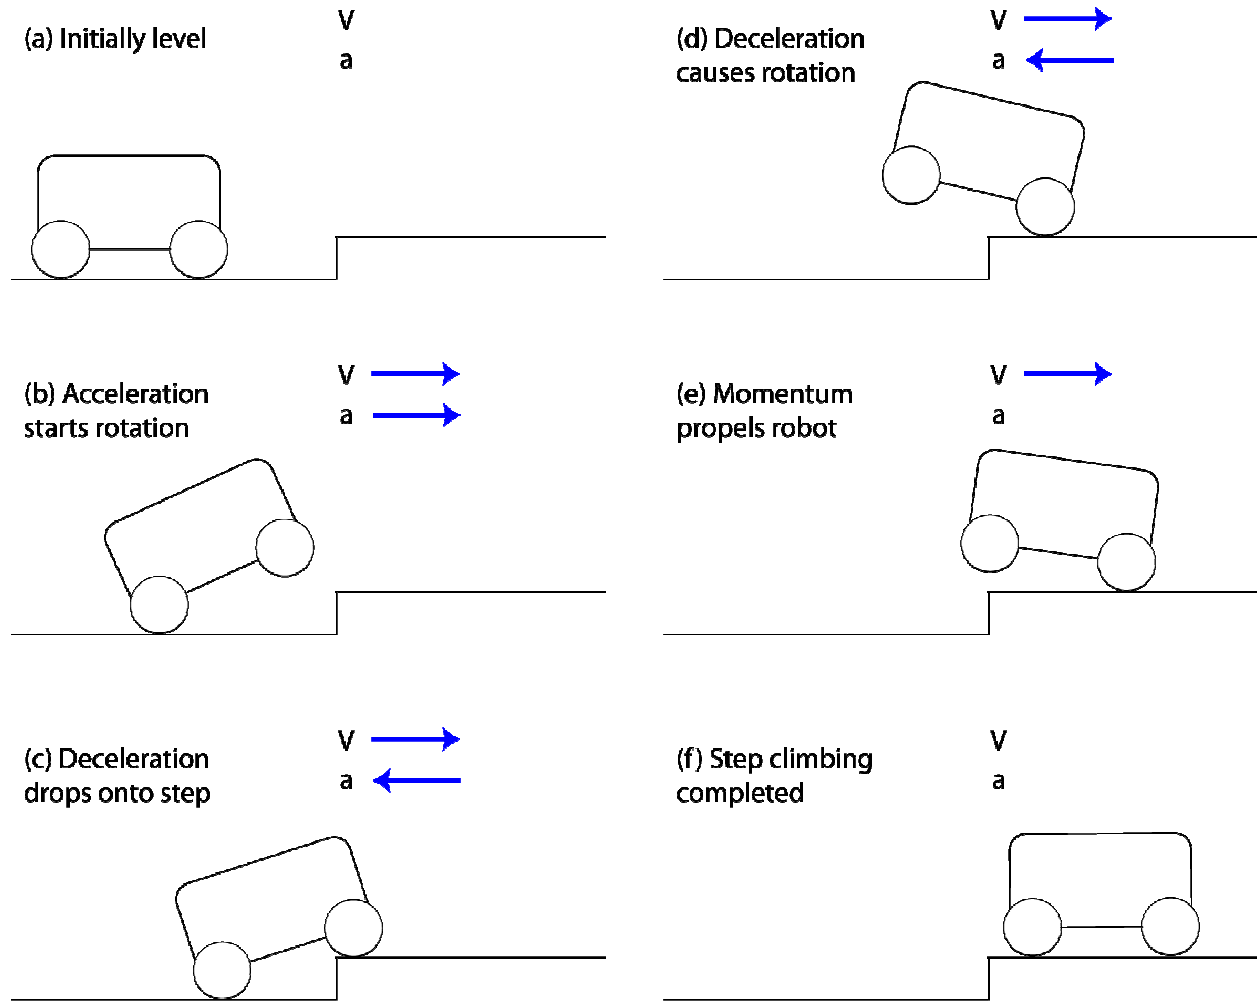 (a) Initially level
V
a
(b) Acceleration
starts rotation
V
a
(c) Deceleration
drops onto step
V
a
(d) Deceleration
causes rotation
V
a
(e) Momentum
propels robot
V
a
(f) Step climbing
completed
V
a